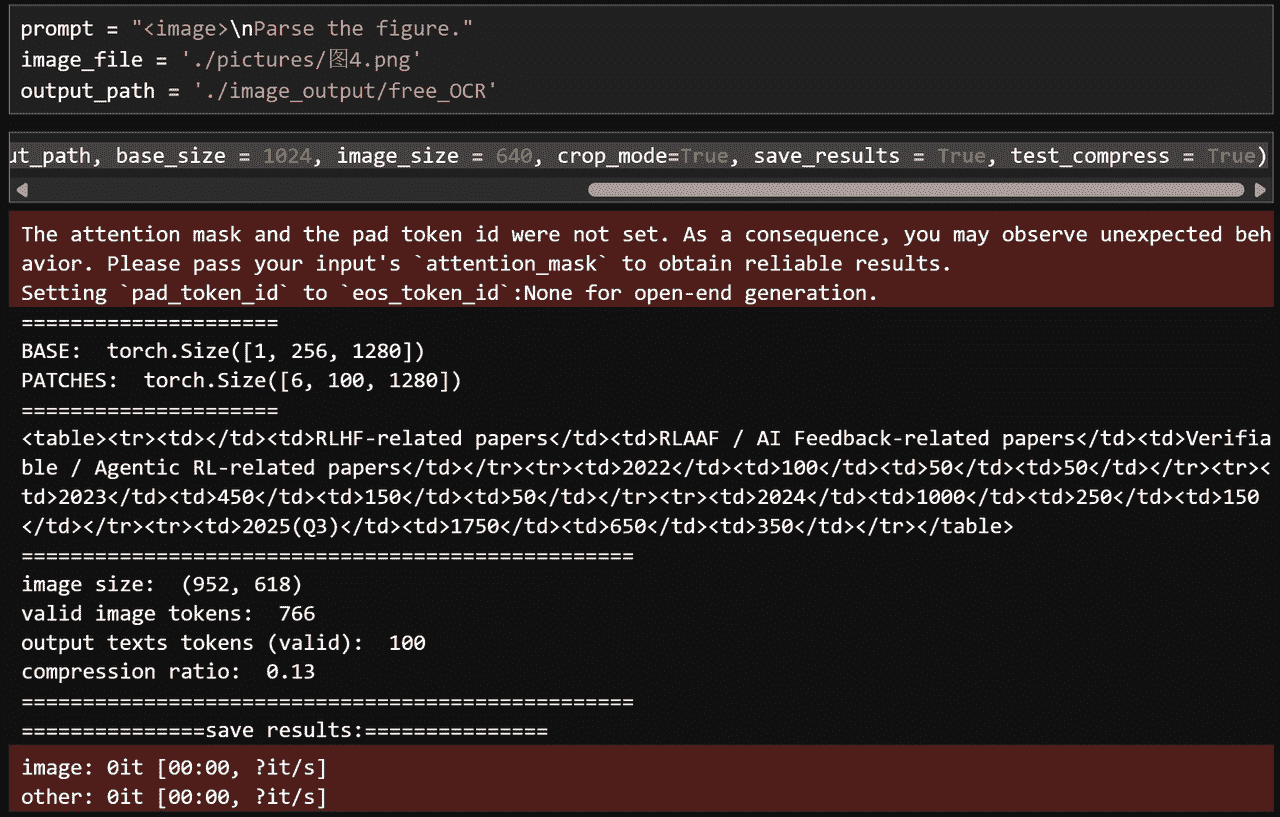 prompt = "<image>\nParse the figure."
image_file = './pictures/图4.png'
output_path = './image_output/free_OCR'
ut_path, base_size = 1024, image_size = 640, crop_mode=True, save_results = True, test_compress = True)
The attention mask and the pad token id were not set. As a consequence, you may observe unexpected beh
avior. Please pass your input's `attention_mask` to obtain reliable results.
Setting `pad_token_id` to `eos_token_id`:None for open-end generation.
=====================
BASE:  torch.Size([1, 256, 1280])
PATCHES:  torch.Size([6, 100, 1280])
=====================
<table><tr><td></td><td>RLHF-related papers</td><td>RLAAF / AI Feedback-related papers</td><td>Verifia
ble / Agentic RL-related papers</td></tr><tr><td>2022</td><td>100</td><td>50</td><td>50</td></tr><tr><
td>2023</td><td>450</td><td>150</td><td>50</td></tr><tr><td>2024</td><td>1000</td><td>250</td><td>150
</td></tr><tr><td>2025(Q3)</td><td>1750</td><td>650</td><td>350</td></tr></table>
==================================================
image size:  (952, 618)
valid image tokens:  766
output texts tokens (valid):  100
compression ratio:  0.13
==================================================
===============save results:===============
image: 0it [00:00, ?it/s]
other: 0it [00:00, ?it/s]